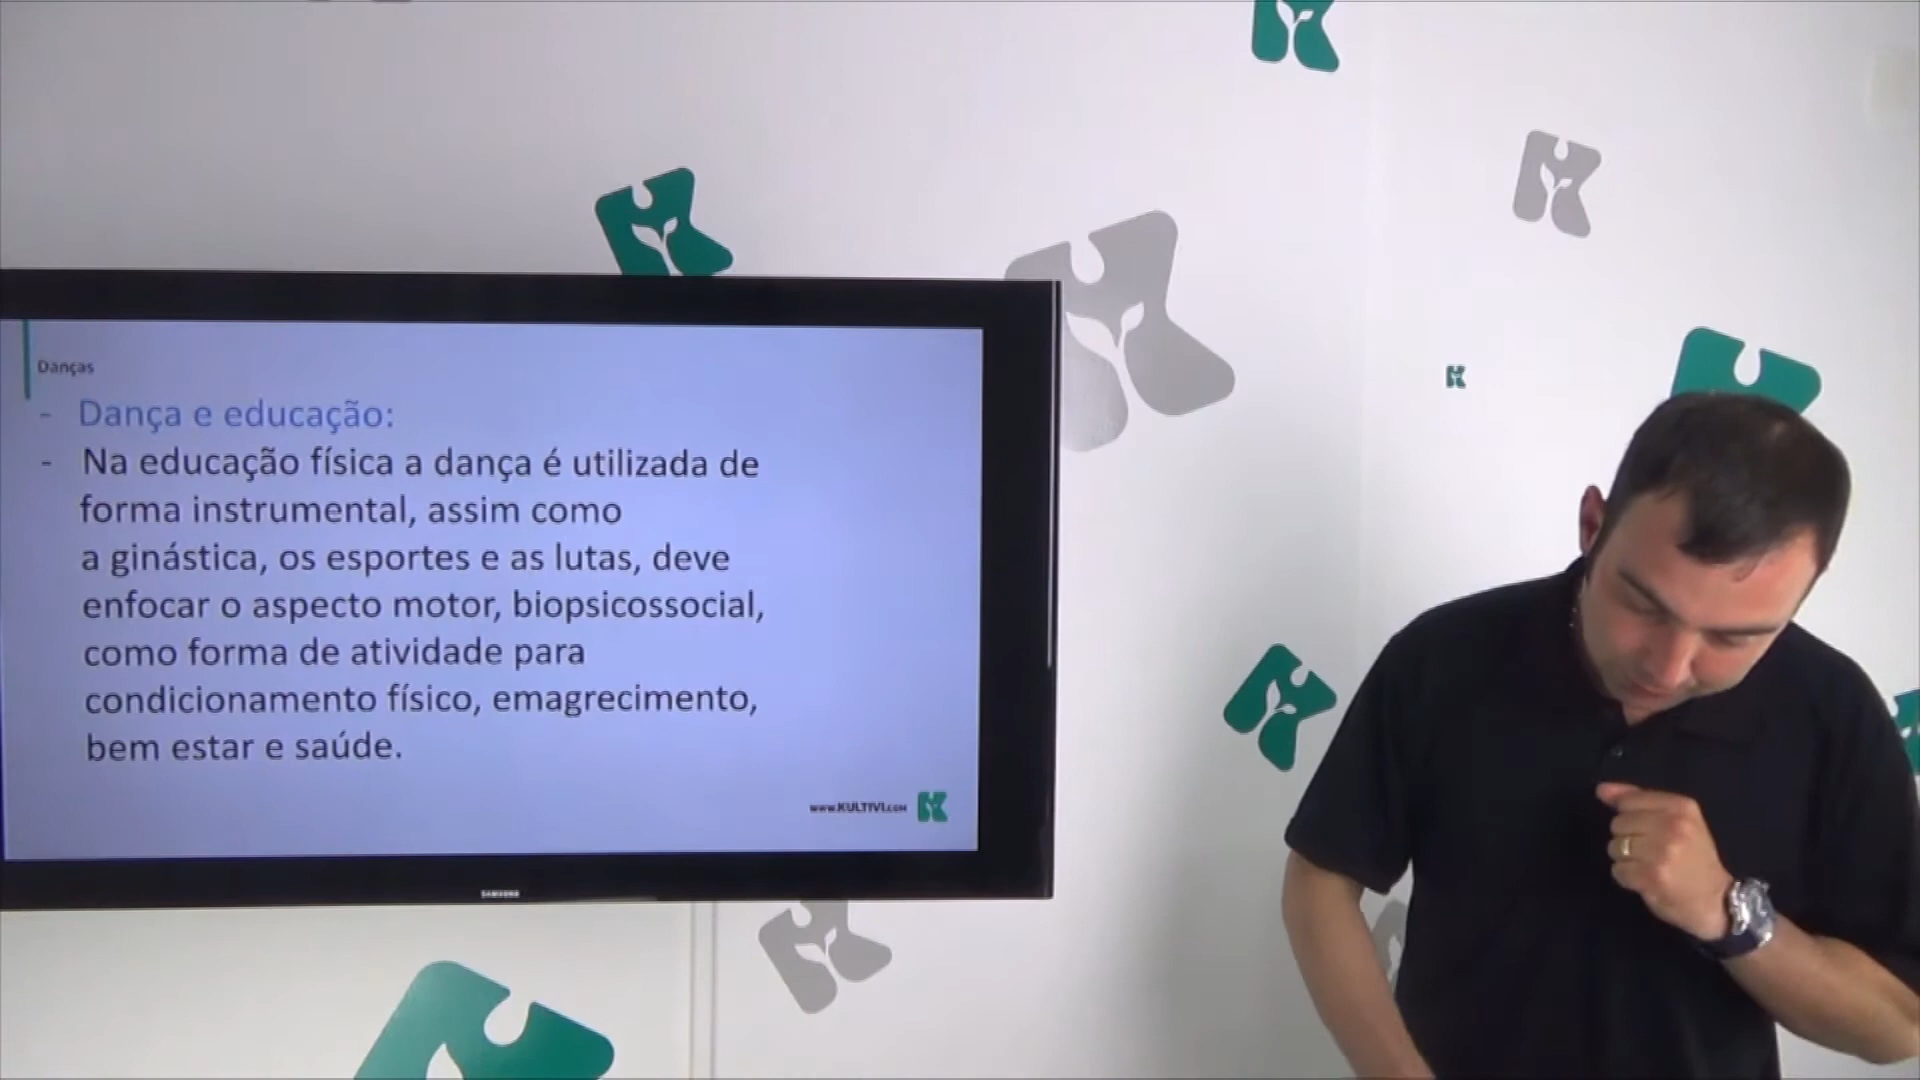 Danças
- Dança e educação:
- Na educação física a dança é utilizada de
forma instrumental, assim como
a ginástica, os esportes e as lutas, deve
enfocar o aspecto motor, biopsicossocial,
como forma de atividade para
condicionamento físico, emagrecimento,
bem estar e saúde.
www.KULTIVI.COM
SAMSUNG